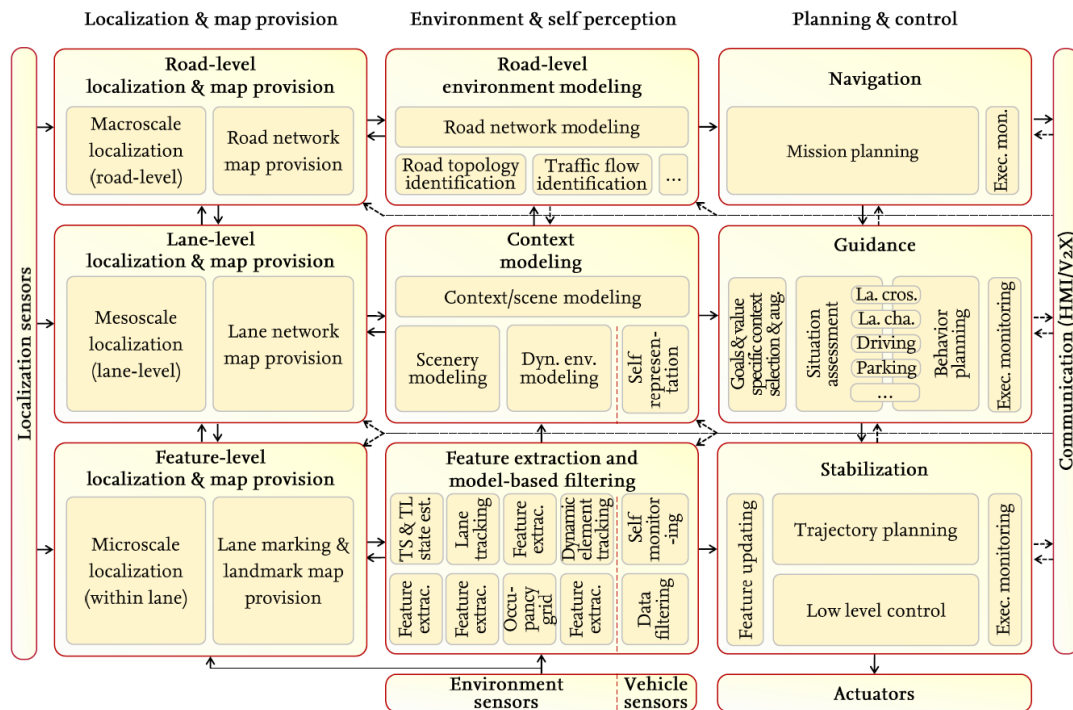 Localization & map provision
Environment & self perception
Planning & control
Localization sensors
Road-level
localization & map provision
Macroscale
localization
(road-level)
Road network
map provision
Road-level
environment modeling
Road network modeling
Road topology
identification
Traffic flow
identification
...
Navigation
Mission planning
Exec. mon.
Communication (HMI/V2X)
Lane-level
localization & map provision
Mesoscale
localization
(lane-level)
Lane network
map provision
Context
modeling
Context/scene modeling
Scenery
modeling
Dyn. env.
modeling
Self
represen-
tation
Guidance
Goals & value
specific context
selection & aug.
Situation
assessment
La. cros.
La. cha.
Driving
Parking
...
Behavior
planning
Exec. monitoring
Feature-level
localization & map provision
Microscale
localization
(within lane)
Lane marking &
landmark map
provision
Feature extraction and
model-based filtering
TS & TL
state est.
Lane
tracking
Feature
extrac.
Dynamic
element
tracking
Self
monitor
-ing
Feature
extrac.
Feature
extrac.
Occu-
pancy
grid
Feature
extrac.
Data
filtering
Stabilization
Feature updating
Trajectory planning
Low level control
Exec. monitoring
Environment
sensors
Vehicle
sensors
Actuators